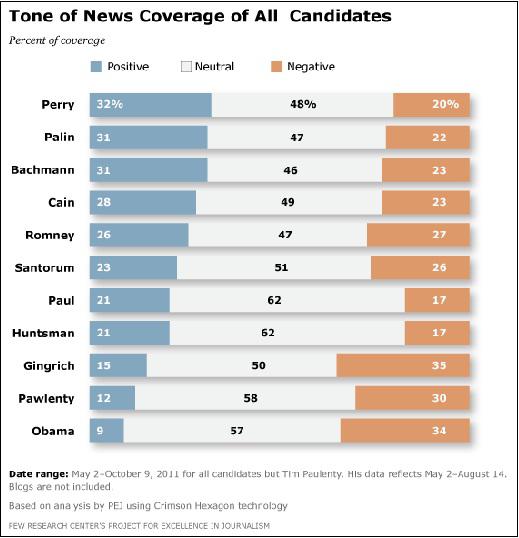 Tone of News Coverage of All Candidates
Percent of coverage
Positive Neutral Negative
Perry 32% 48% 20%
Palin 31 47 22
Bachmann 31 46 23
Cain 28 49 23
Romney 26 47 27
Santorum 23 51 26
Paul 21 62 17
Huntsman 21 62 17
Gingrich 15 50 35
Pawlenty 12 58 30
Obama 9 57 34
Date range: May 2–October 9, 2011 for all candidates but Tim Paulenty. His data reflects May 2–August 14.
Blogs are not included.
Based on analysis by PEJ using Crimson Hexagon technology
PEW RESEARCH CENTER'S PROJECT FOR EXCELLENCE IN JOURNALISM